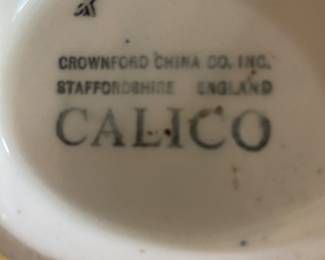 CROWNFORD CHINA CO. INC.
STAFFORDSHIRE ENGLAND
CALICO